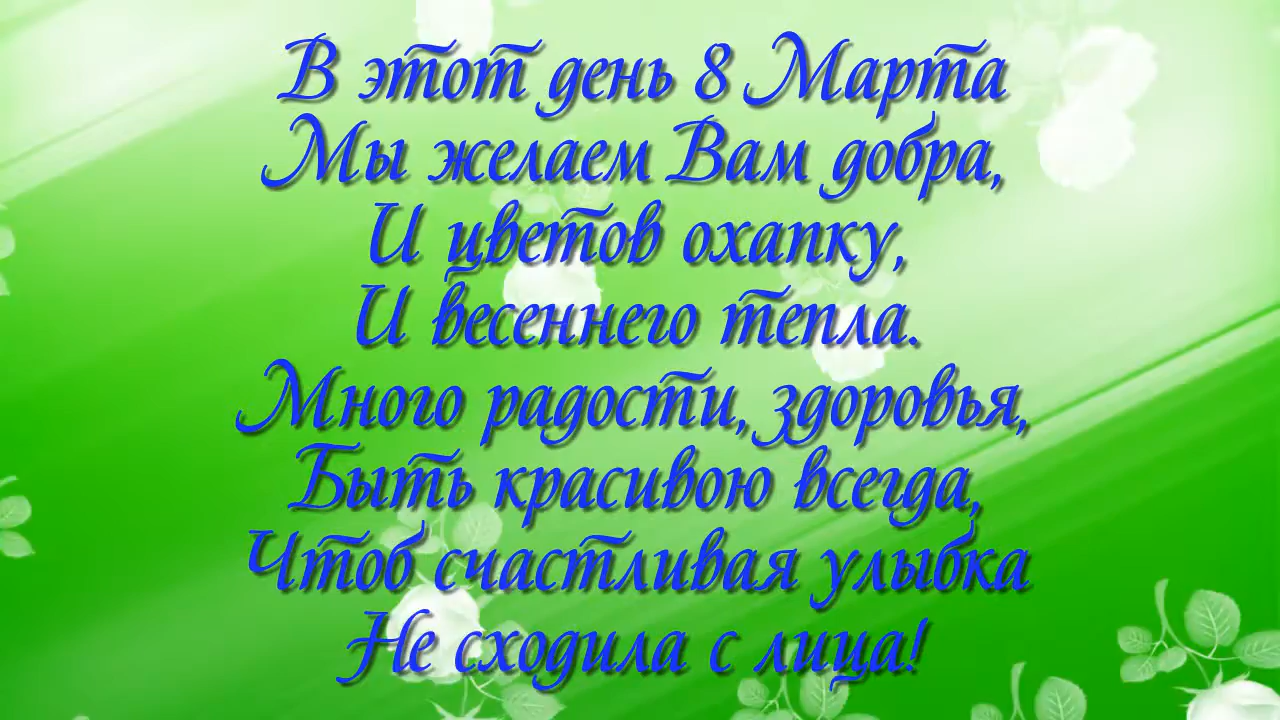 В этот день 8 Марта
Мы желаем Вам добра,
И цветов охапку,
И весеннего тепла.
Много радости, здоровья,
Быть красивою всегда,
Чтоб счастливая улыбка
Не сходила с лица!